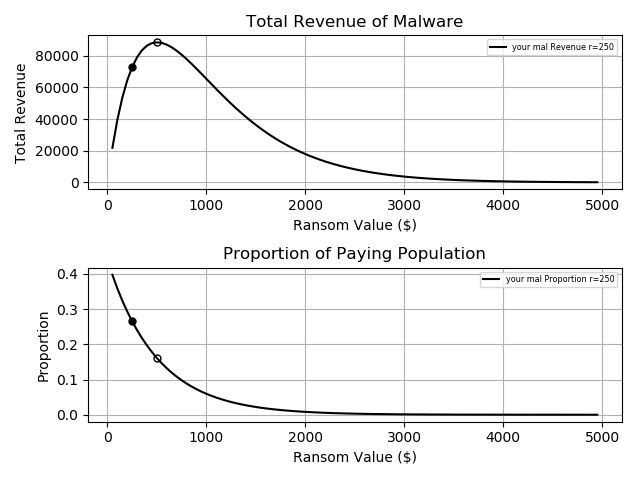 Total Revenue of Malware
your mal Revenue r=250
Total Revenue
80000
60000
40000
20000
0
0 1000 2000 3000 4000 5000
Ransom Value ($)
Proportion of Paying Population
your mal Proportion r=250
Proportion
0.4
0.3
0.2
0.1
0.0
0 1000 2000 3000 4000 5000
Ransom Value ($)